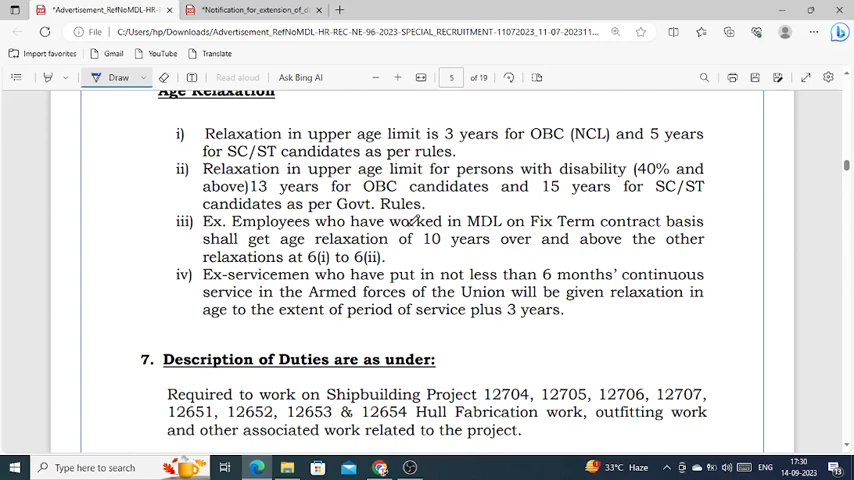 *Advertisement_RefNoMDL-HR-RE
*Notification_for_extension_of_d
File
C:/Users/hp/Downloads/Advertisement_RefNoMDL-HR-REC-NE-96-2023-SPECIAL_RECRUITMENT-11072023_11-07-202311...
Import favorites
Gmail
YouTube
Translate
Draw
Read aloud
Ask Bing AI
5
of 19
Age Relaxation
i) Relaxation in upper age limit is 3 years for OBC (NCL) and 5 years
for SC/ST candidates as per rules.
ii) Relaxation in upper age limit for persons with disability (40% and
above)13 years for OBC candidates and 15 years for SC/ST
candidates as per Govt. Rules.
iii) Ex. Employees who have worked in MDL on Fix Term contract basis
shall get age relaxation of 10 years over and above the other
relaxations at 6(i) to 6(ii).
iv) Ex-servicemen who have put in not less than 6 months' continuous
service in the Armed forces of the Union will be given relaxation in
age to the extent of period of service plus 3 years.
7. Description of Duties are as under:
Required to work on Shipbuilding Project 12704, 12705, 12706, 12707,
12651, 12652, 12653 & 12654 Hull Fabrication work, outfitting work
and other associated work related to the project.
Type here to search
33°C Haze
ENG
17:30
14-09-2023
13